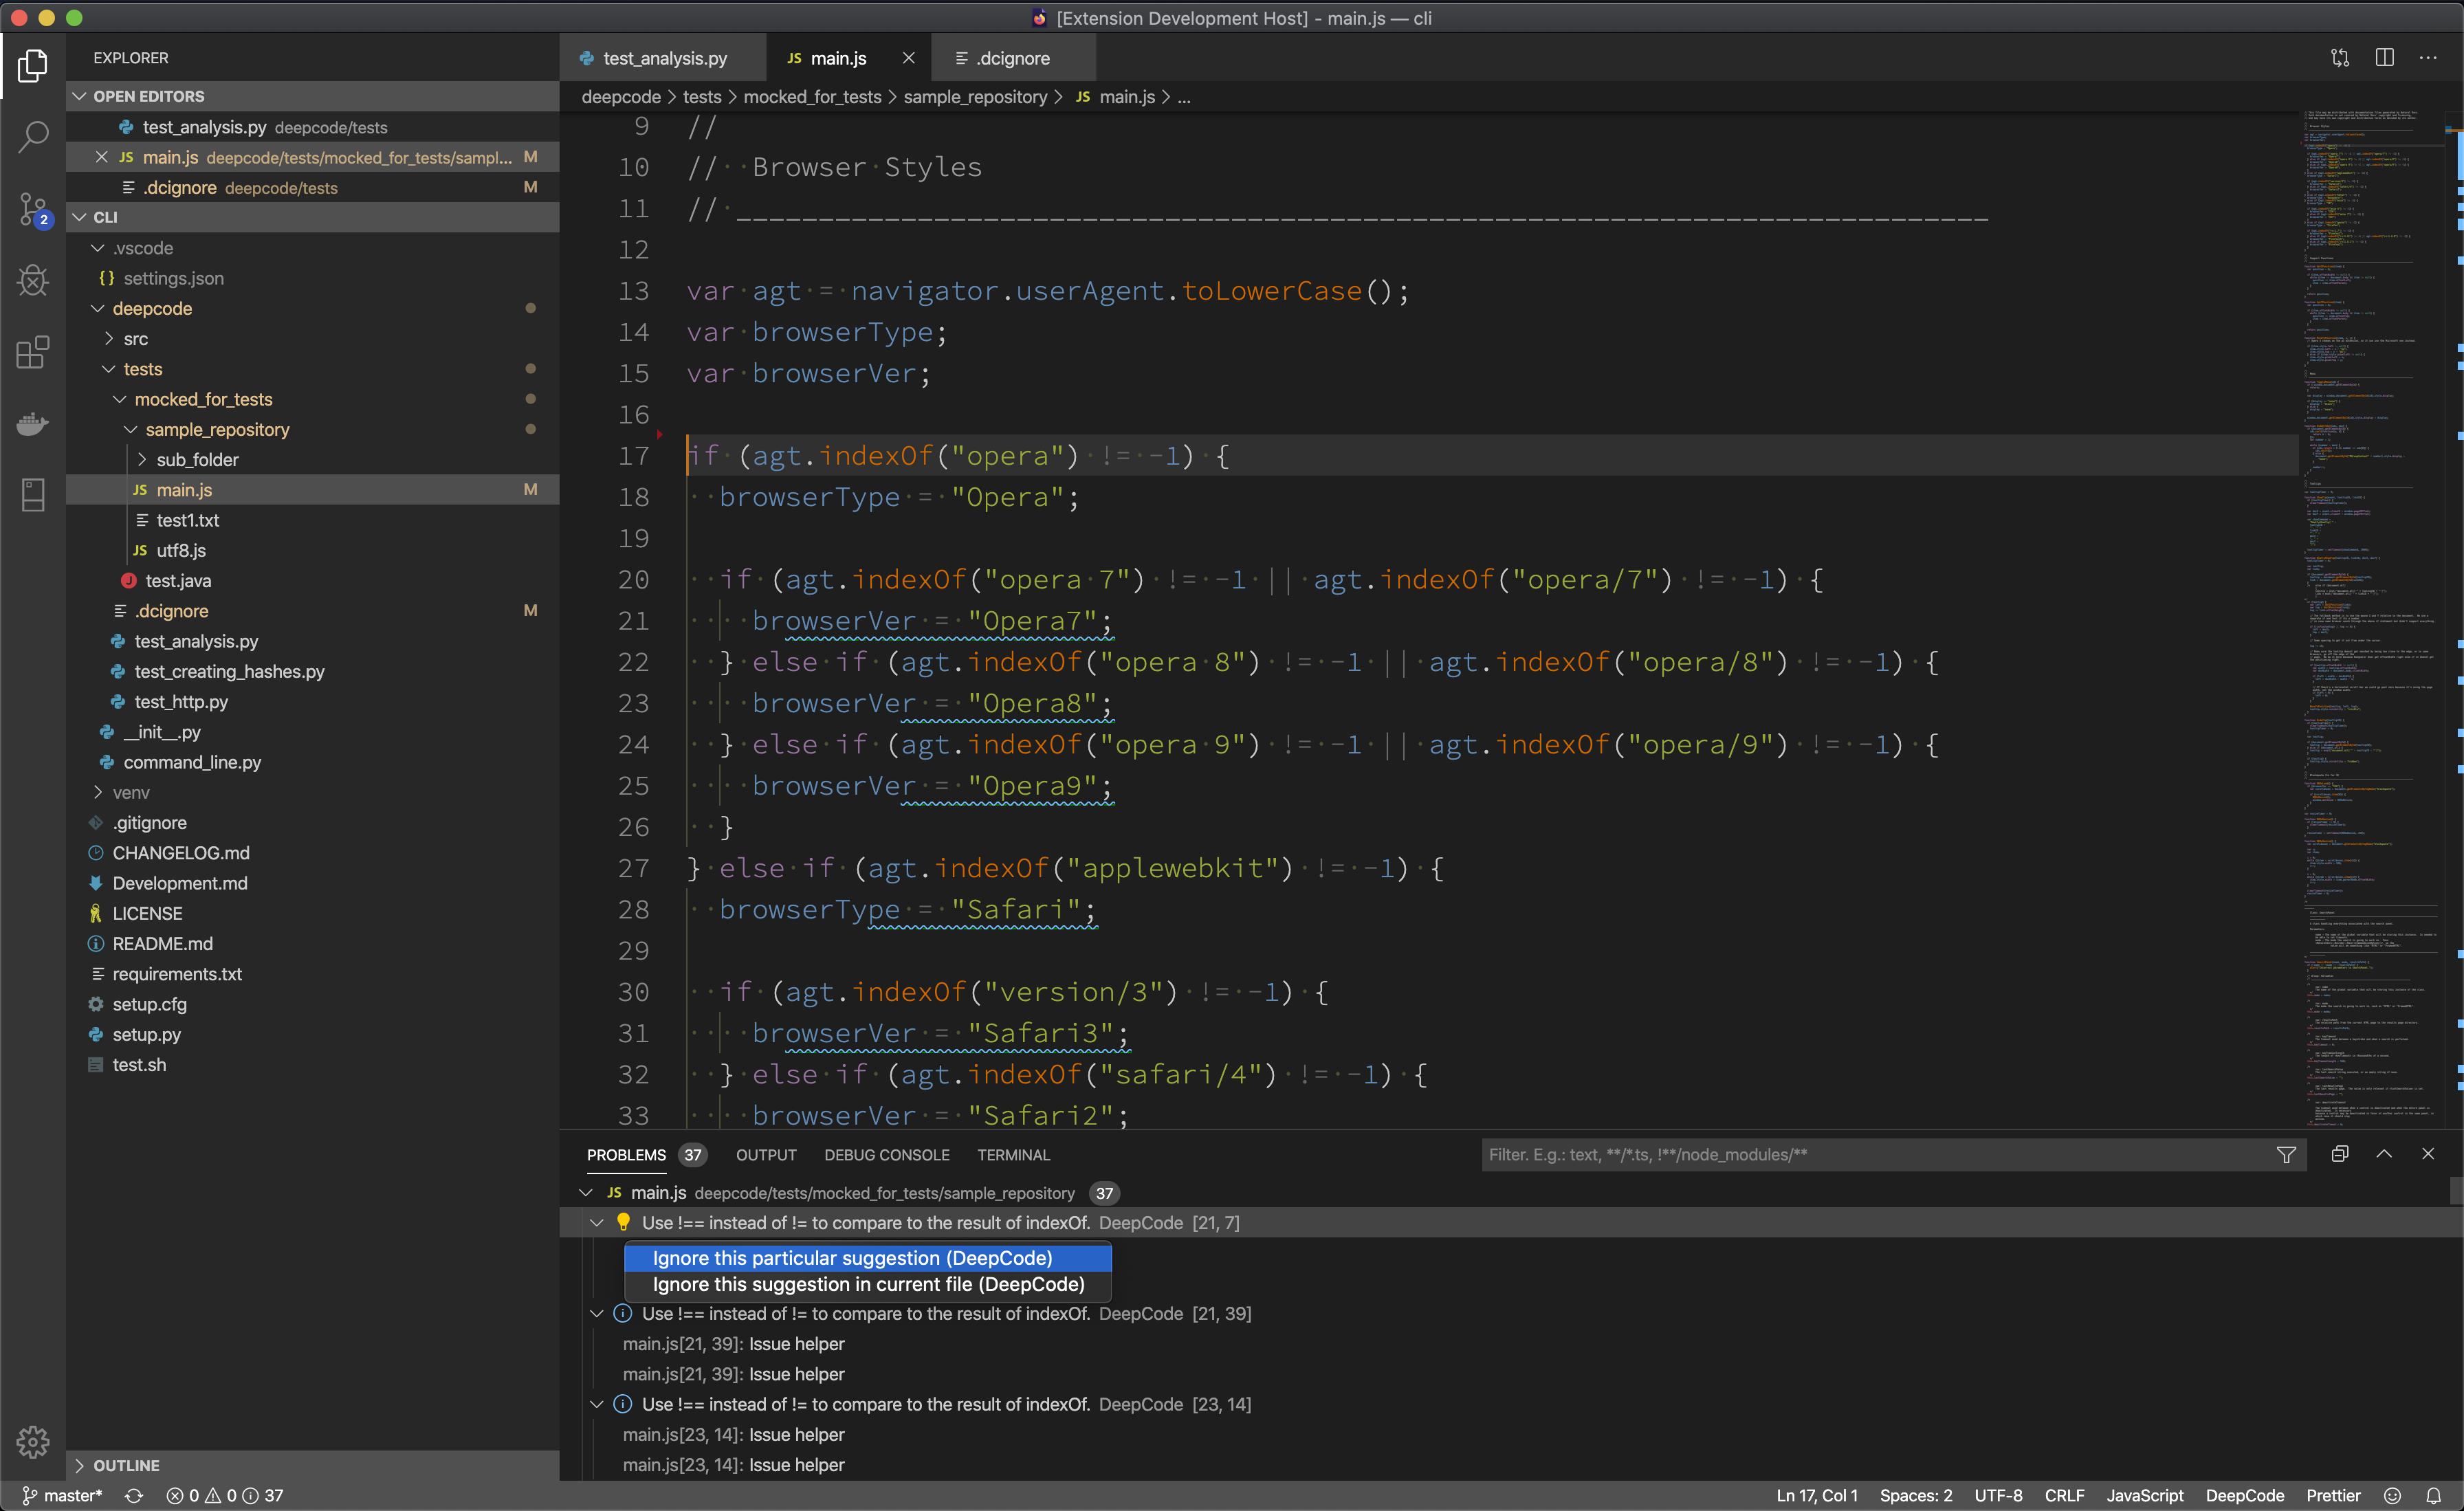 [Extension Development Host] - main.js — cli
EXPLORER
OPEN EDITORS
test_analysis.py deepcode/tests
JS main.js deepcode/tests/mocked_for_tests/sampl... M
.dcignore deepcode/tests M
2
CLI
.vscode
{} settings.json
deepcode
src
tests
mocked_for_tests
sample_repository
sub_folder
JS main.js M
test1.txt
JS utf8.js
J test.java
.dcignore M
test_analysis.py
test_creating_hashes.py
test_http.py
__init__.py
command_line.py
venv
.gitignore
CHANGELOG.md
Development.md
LICENSE
README.md
requirements.txt
setup.cfg
setup.py
test.sh
OUTLINE
test_analysis.py
JS main.js
.dcignore
deepcode > tests > mocked_for_tests > sample_repository > JS main.js > ...
9 //
10 //  Browser Styles
11 // ____________________________________________________________________________
12
13 var agt = navigator.userAgent.toLowerCase();
14 var browserType;
15 var browserVer;
16
17 if (agt.indexOf("opera") != -1) {
18   browserType = "Opera";
19
20   if (agt.indexOf("opera 7") != -1 || agt.indexOf("opera/7") != -1) {
21     browserVer = "Opera7";
22   } else if (agt.indexOf("opera 8") != -1 || agt.indexOf("opera/8") != -1) {
23     browserVer = "Opera8";
24   } else if (agt.indexOf("opera 9") != -1 || agt.indexOf("opera/9") != -1) {
25     browserVer = "Opera9";
26   }
27 } else if (agt.indexOf("applewebkit") != -1) {
28   browserType = "Safari";
29
30   if (agt.indexOf("version/3") != -1) {
31     browserVer = "Safari3";
32   } else if (agt.indexOf("safari/4") != -1) {
33     browserVer = "Safari2";
PROBLEMS 37 OUTPUT DEBUG CONSOLE TERMINAL Filter. E.g.: text, **/*.ts, !**/node_modules/**
JS main.js deepcode/tests/mocked_for_tests/sample_repository 37
Use !== instead of != to compare to the result of indexOf. DeepCode [21, 7]
Ignore this particular suggestion (DeepCode)
Ignore this suggestion in current file (DeepCode)
Use !== instead of != to compare to the result of indexOf. DeepCode [21, 39]
main.js[21, 39]: Issue helper
main.js[21, 39]: Issue helper
Use !== instead of != to compare to the result of indexOf. DeepCode [23, 14]
main.js[23, 14]: Issue helper
main.js[23, 14]: Issue helper
master* 0 0 37 Ln 17, Col 1 Spaces: 2 UTF-8 CRLF JavaScript DeepCode Prettier